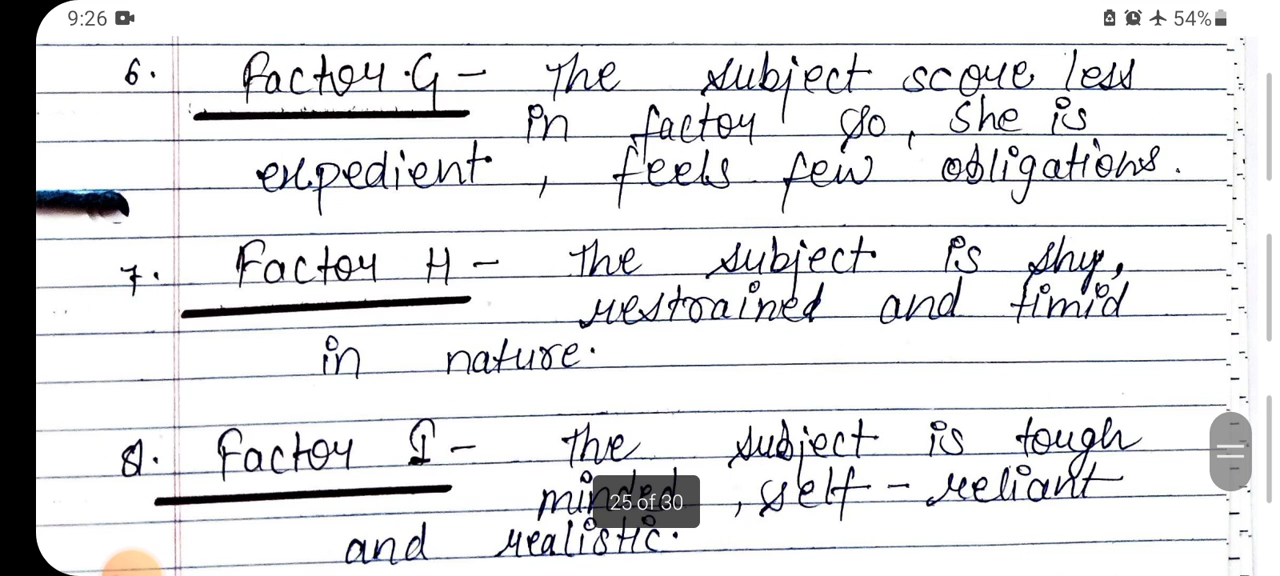 9:26
54%
6. Factor G - The subject score less
in factor so, she is
expedient, feels few obligations.
7. Factor H - The subject is shy,
restrained and timid
in nature.
8. Factor I - The subject is tough
minded, self-reliant
25 of 30
and realistic.